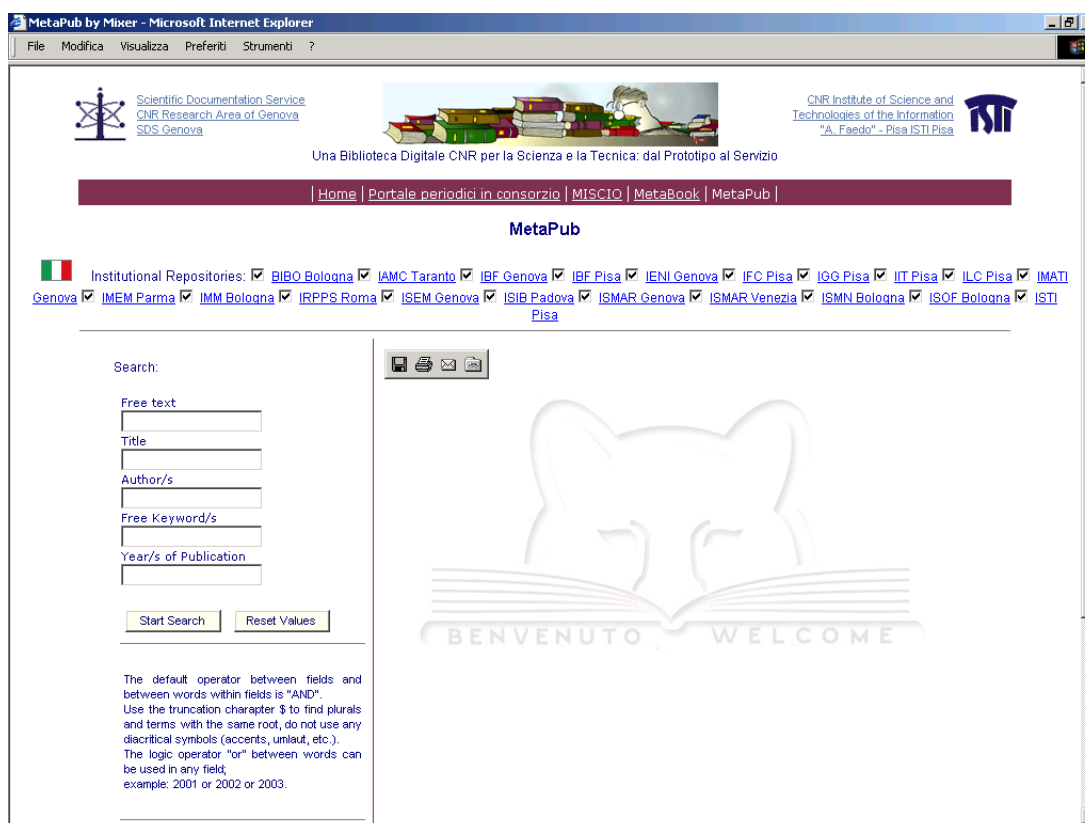 MetaPub by Mixer - Microsoft Internet Explorer
File Modifica Visualizza Preferiti Strumenti ?
Scientific Documentation Service
CNR Research Area of Genova
SDS Genova
CNR Institute of Science and
Technologies of the Information
"A. Faedo" - Pisa ISTI Pisa
ISTI
Una Biblioteca Digitale CNR per la Scienza e la Tecnica: dal Prototipo al Servizio
| Home | Portale periodici in consorzio | MISCIO | MetaBook | MetaPub |
MetaPub
Institutional Repositories: BIBO Bologna IAMC Taranto IBF Genova IBF Pisa IENI Genova IFC Pisa IGG Pisa IIT Pisa ILC Pisa IMATI
Genova IMEM Parma IMM Bologna IRPPS Roma ISEM Genova ISIB Padova ISMAR Genova ISMAR Venezia ISMN Bologna ISOF Bologna ISTI
Pisa
Search:
Free text
Title
Author/s
Free Keyword/s
Year/s of Publication
Start Search Reset Values
The default operator between fields and
between words within fields is "AND".
Use the truncation charapter $ to find plurals
and terms with the same root, do not use any
diacritical symbols (accents, umlaut, etc.).
The logic operator "or" between words can
be used in any field;
example: 2001 or 2002 or 2003.
BENVENUTO WELCOME